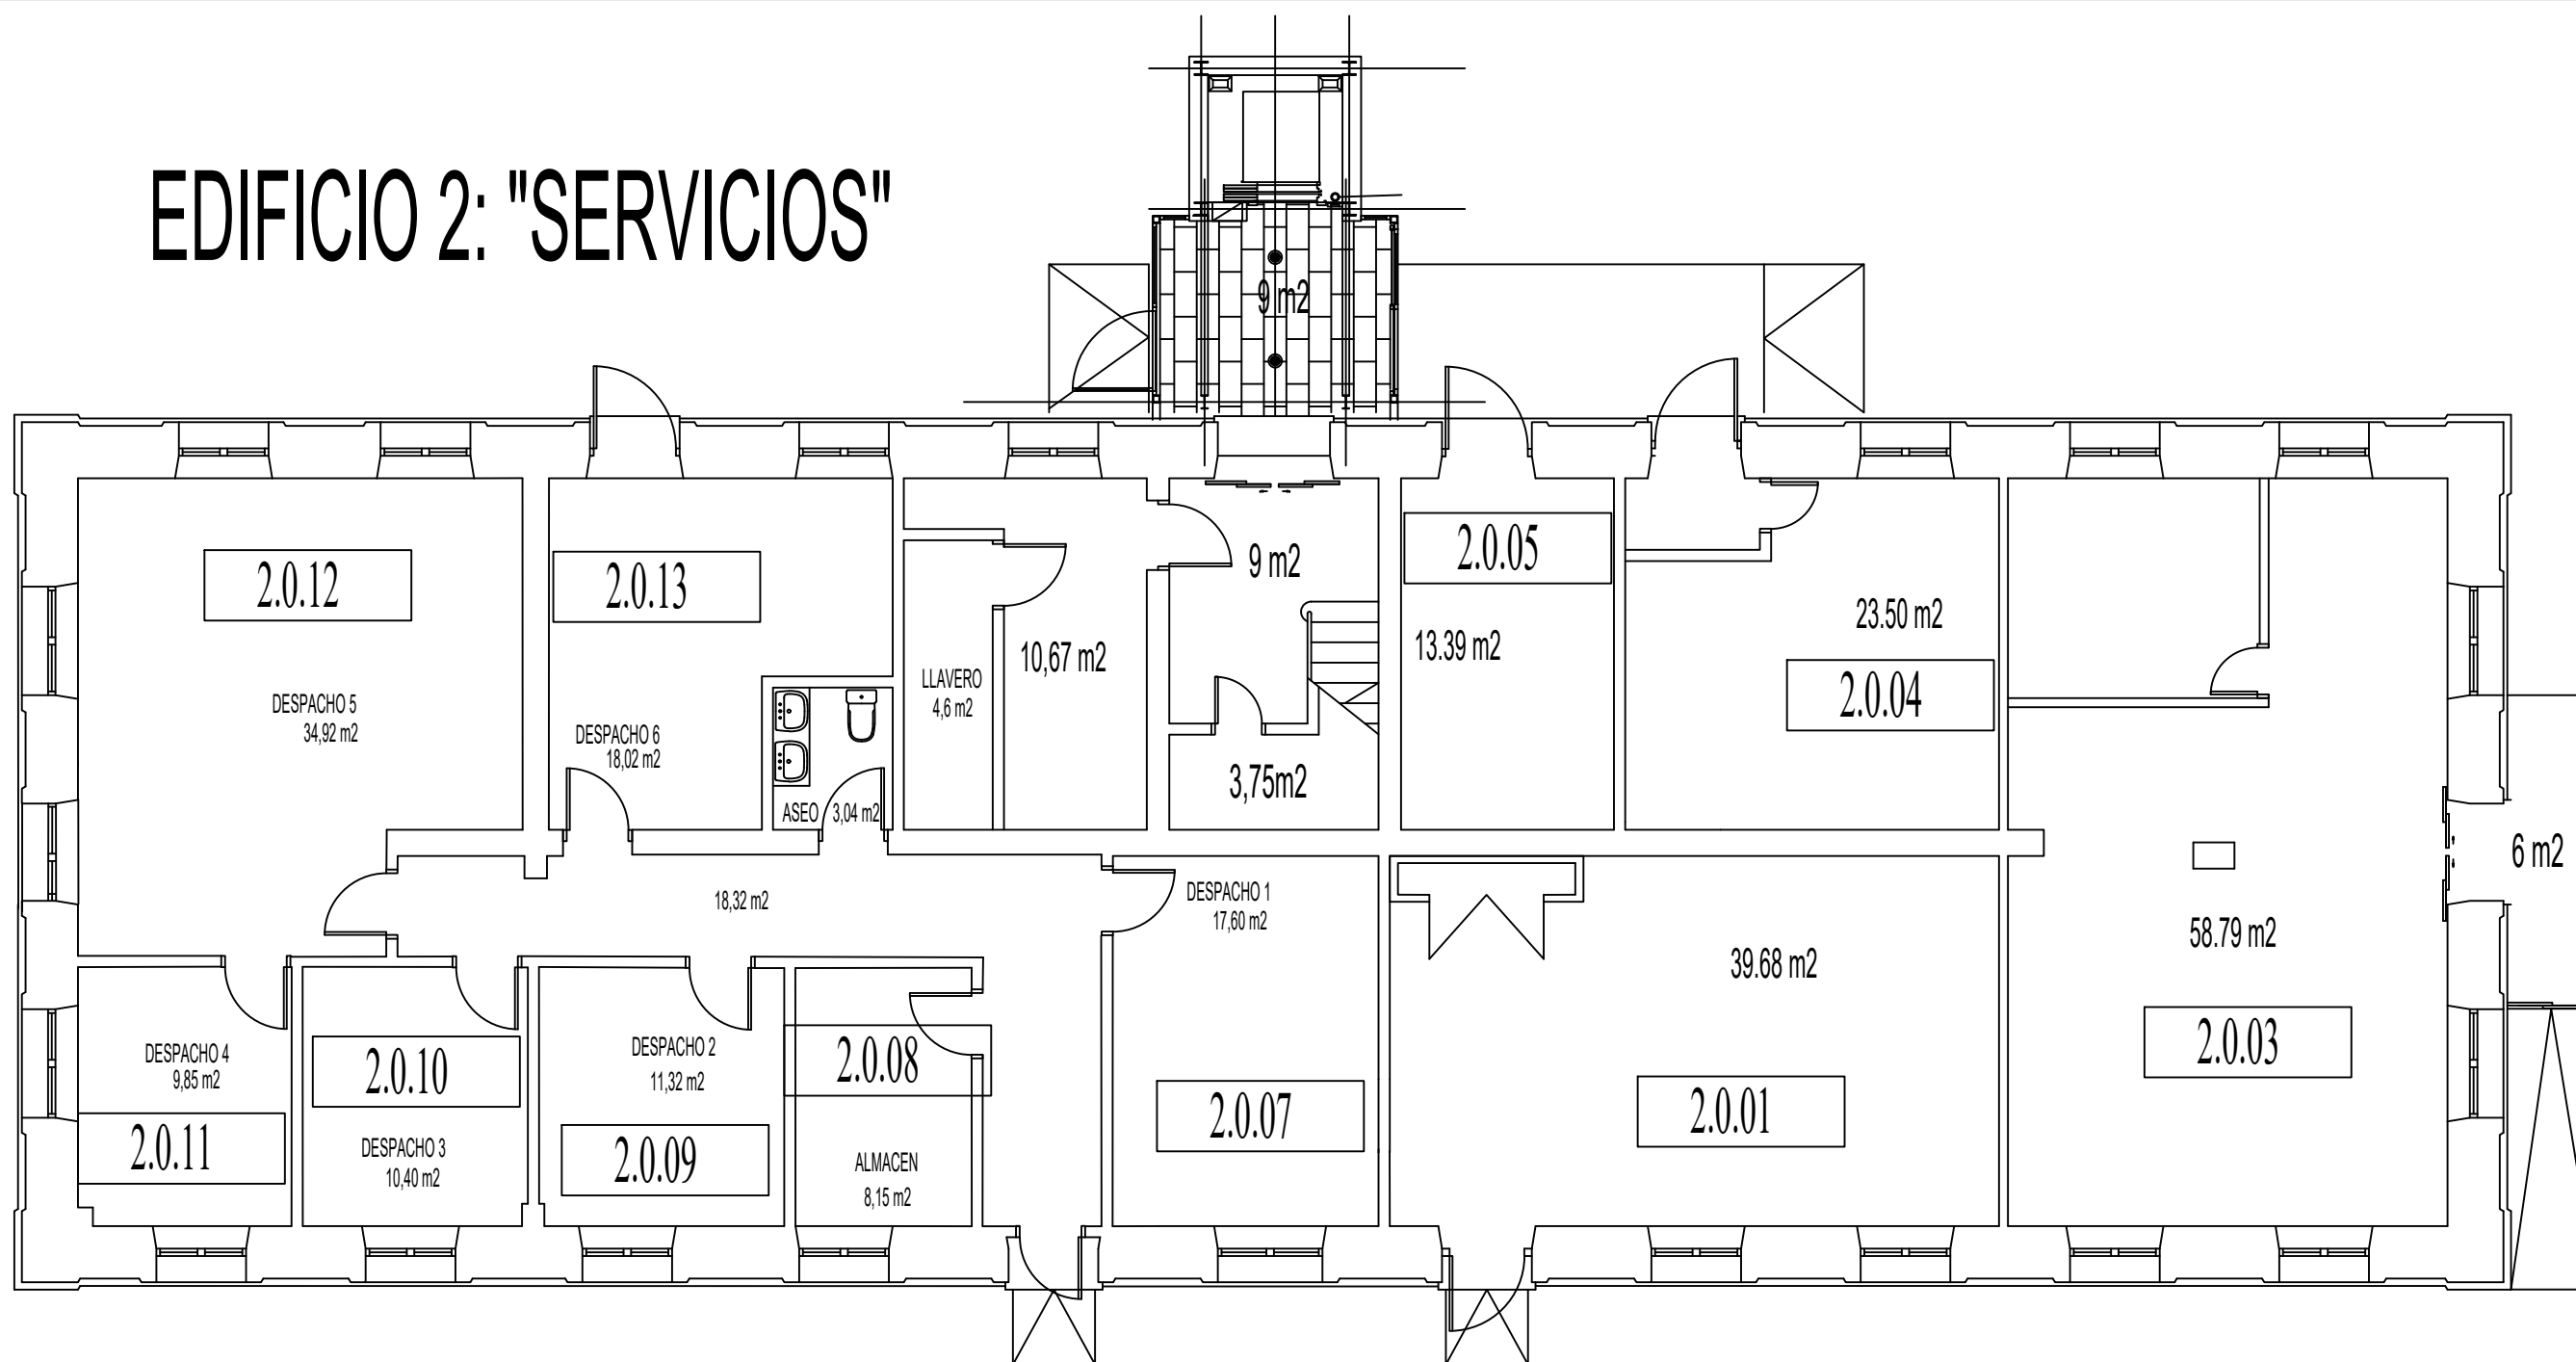 EDIFICIO 2: "SERVICIOS"
9 m2
2.0.12
DESPACHO 5
34,92 m2
2.0.13
DESPACHO 6
18,02 m2
ASEO 3,04 m2
LLAVERO
4,6 m2
10,67 m2
9 m2
3,75m2
2.0.05
13.39 m2
23.50 m2
2.0.04
18,32 m2
DESPACHO 1
17,60 m2
2.0.07
39.68 m2
2.0.01
58.79 m2
2.0.03
6 m2
DESPACHO 4
9,85 m2
2.0.11
2.0.10
DESPACHO 3
10,40 m2
DESPACHO 2
11,32 m2
2.0.09
2.0.08
ALMACEN
8,15 m2